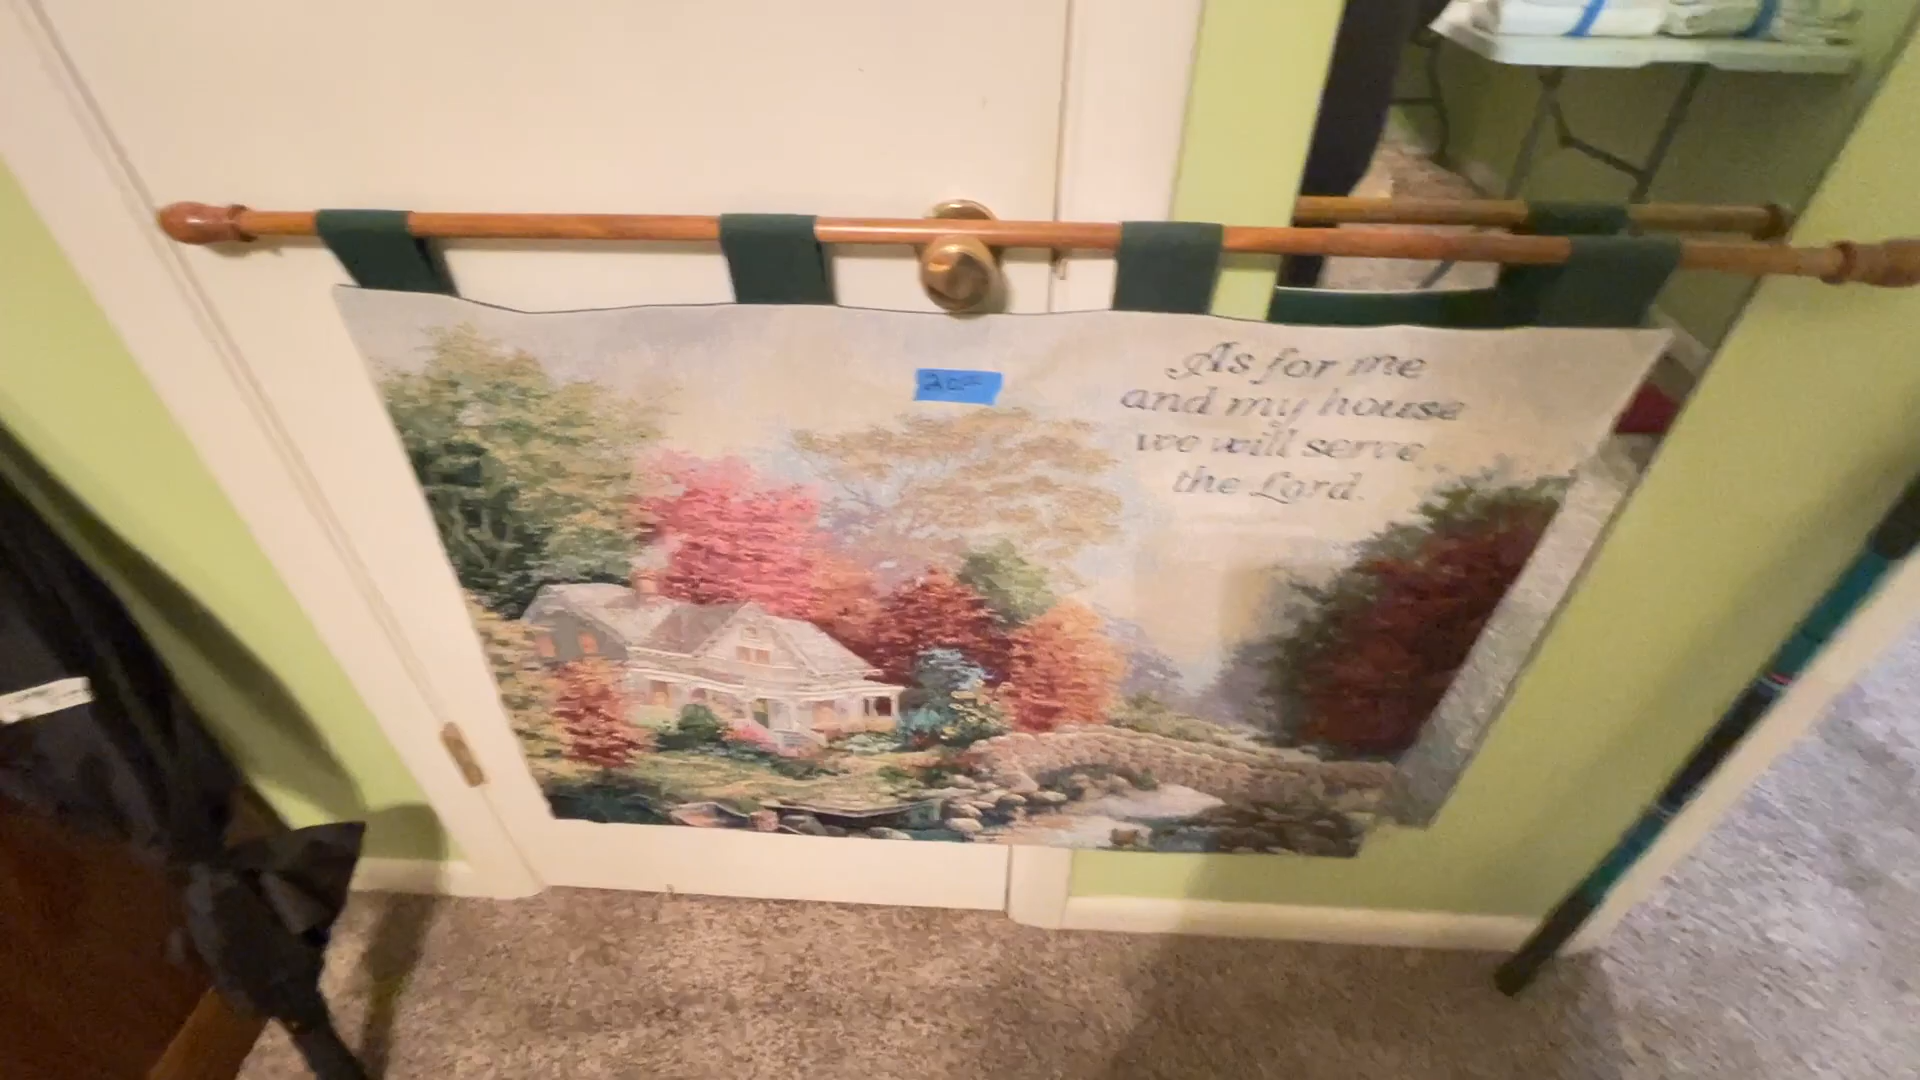 20—
As for me
and my house
we will serve
the Lord.